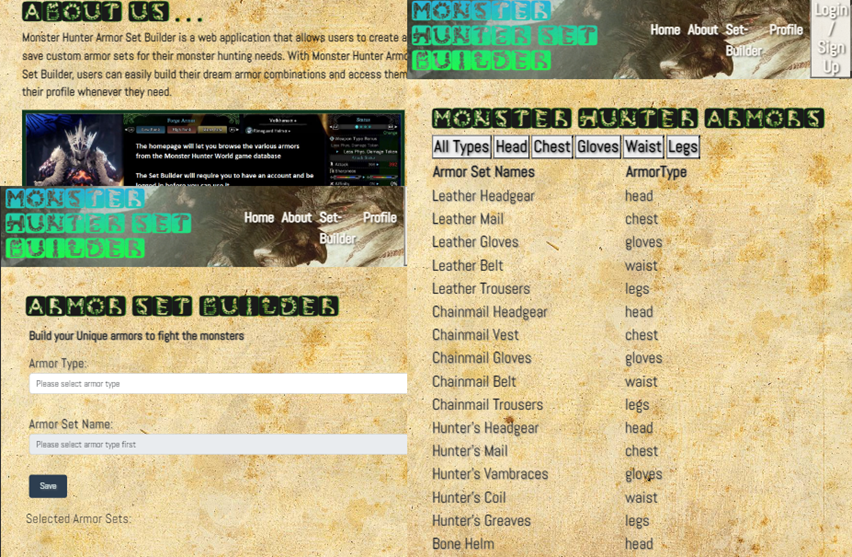 ABOUT US ...
Monster Hunter Armor Set Builder is a web application that allows users to create a
save custom armor sets for their monster hunting needs. With Monster Hunter Armo
Set Builder, users can easily build their dream armor combinations and access them
their profile whenever they need.
The homepage will let you browse the various armors
from the Monster Hunter World game database
The Set Builder will require you to have an account and be
logged in before you can use it
MONSTER
HUNTER SET
BUILDER
Home About Set-Builder Profile
ARMOR SET BUILDER
Build your Unique armors to fight the monsters
Armor Type:
Please select armor type
Armor Set Name:
Please select armor type first
Save
Selected Armor Sets:
MONSTER
HUNTER SET
BUILDER
Home About Set-Builder Profile
Login
/
Sign
Up
MONSTER HUNTER ARMORS
All Types Head Chest Gloves Waist Legs
Armor Set Names ArmorType
Leather Headgear head
Leather Mail chest
Leather Gloves gloves
Leather Belt waist
Leather Trousers legs
Chainmail Headgear head
Chainmail Vest chest
Chainmail Gloves gloves
Chainmail Belt waist
Chainmail Trousers legs
Hunter's Headgear head
Hunter's Mail chest
Hunter's Vambraces gloves
Hunter's Coil waist
Hunter's Greaves legs
Bone Helm head